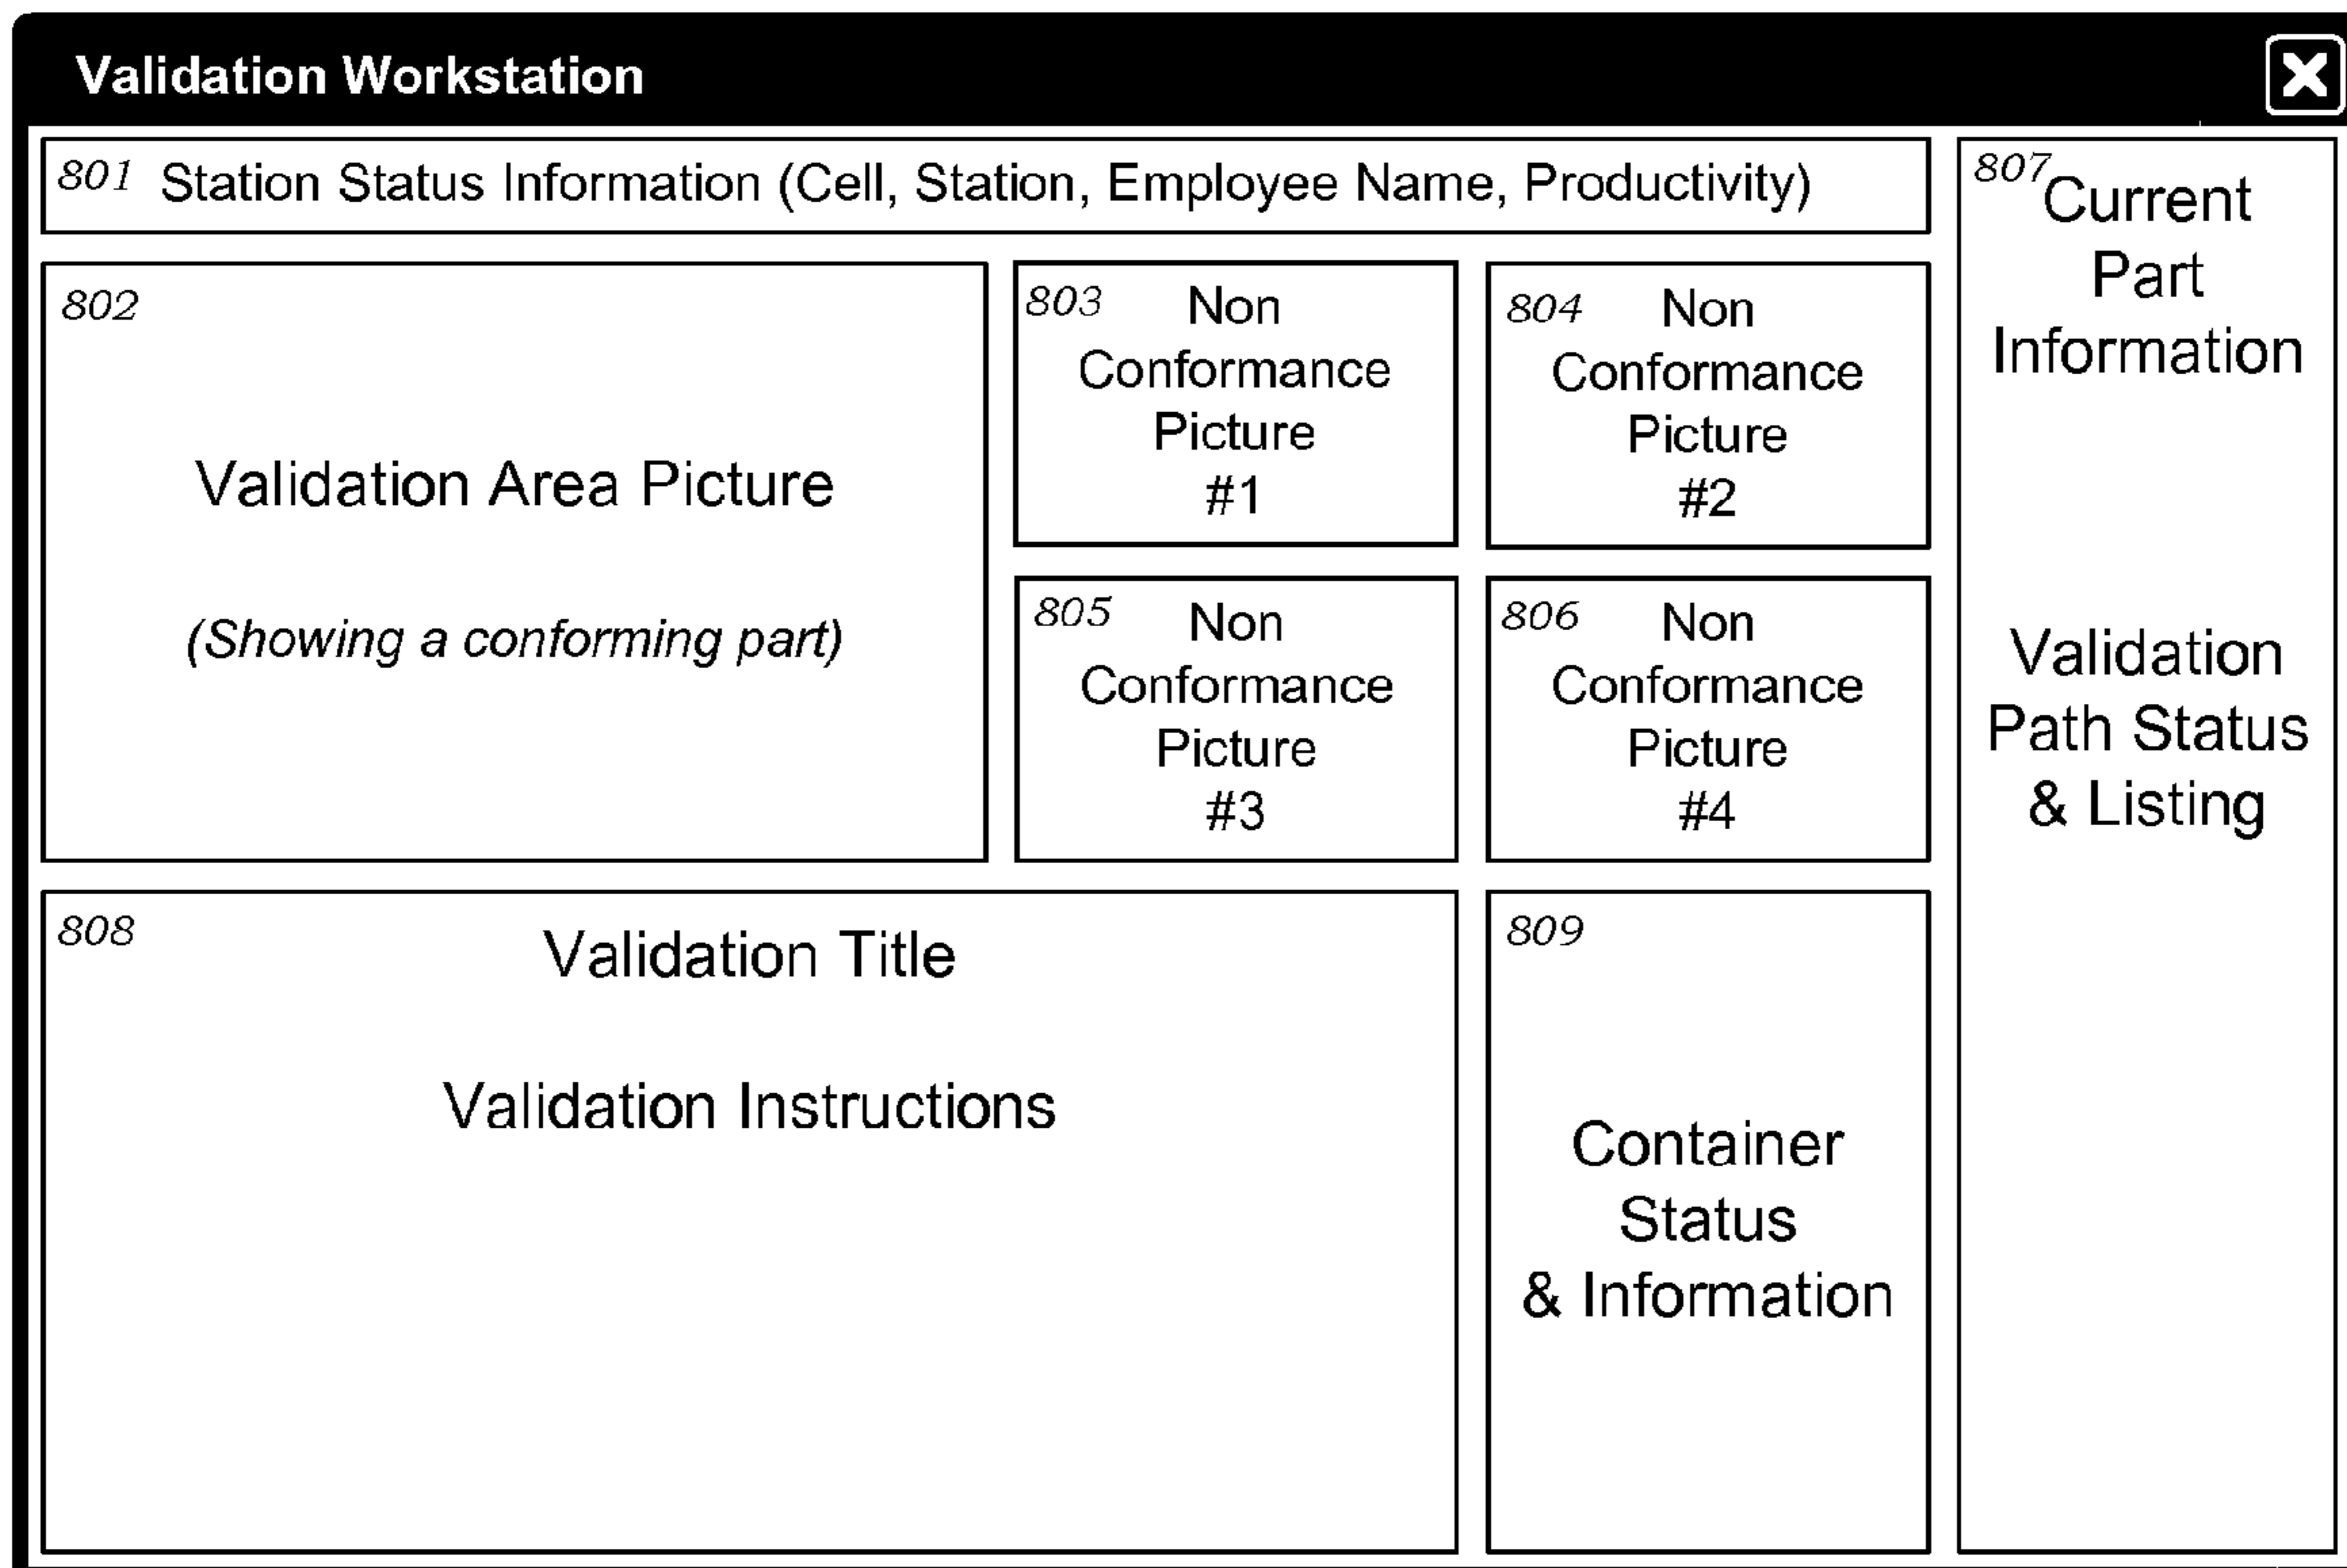 Validation Workstation
801 Station Status Information (Cell, Station, Employee Name, Productivity)
802
Validation Area Picture
(Showing a conforming part)
803 Non
Conformance
Picture
#1
804 Non
Conformance
Picture
#2
805 Non
Conformance
Picture
#3
806 Non
Conformance
Picture
#4
807 Current
Part
Information
Validation
Path Status
& Listing
808
Validation Title
Validation Instructions
809
Container
Status
& Information